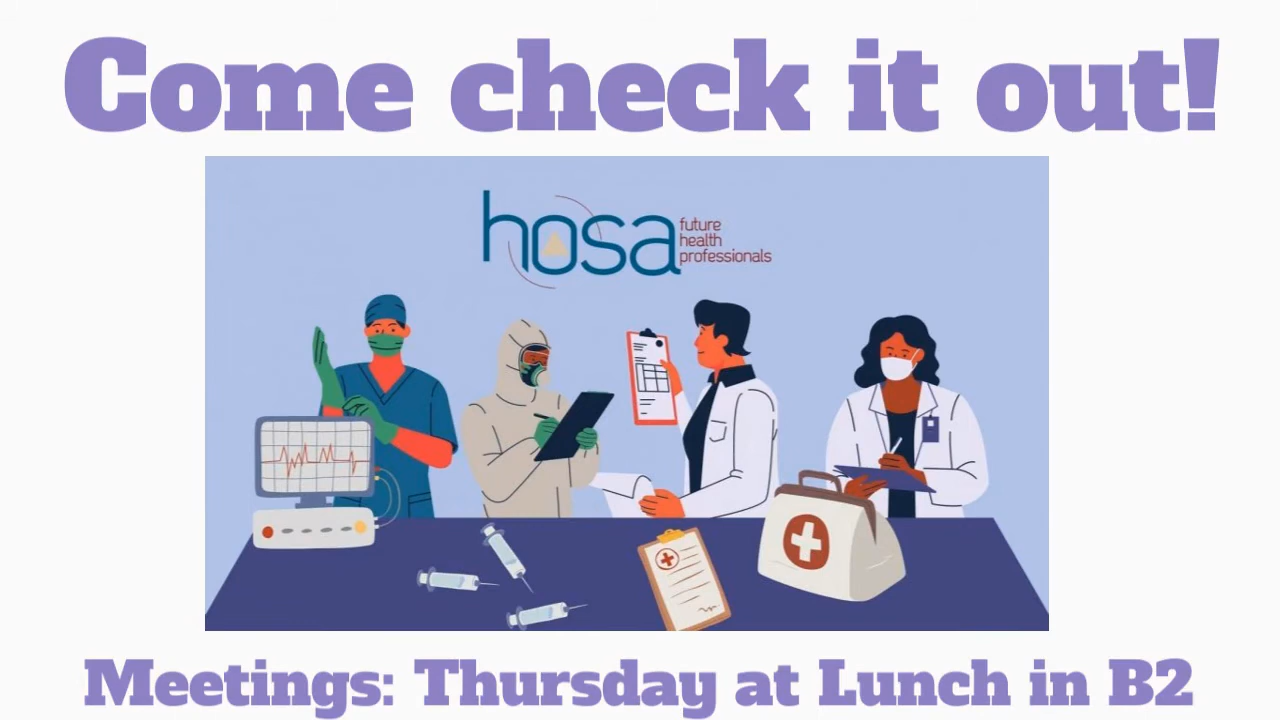 Come check it out!
hosa
future
health
professionals
Meetings: Thursday at Lunch in B2